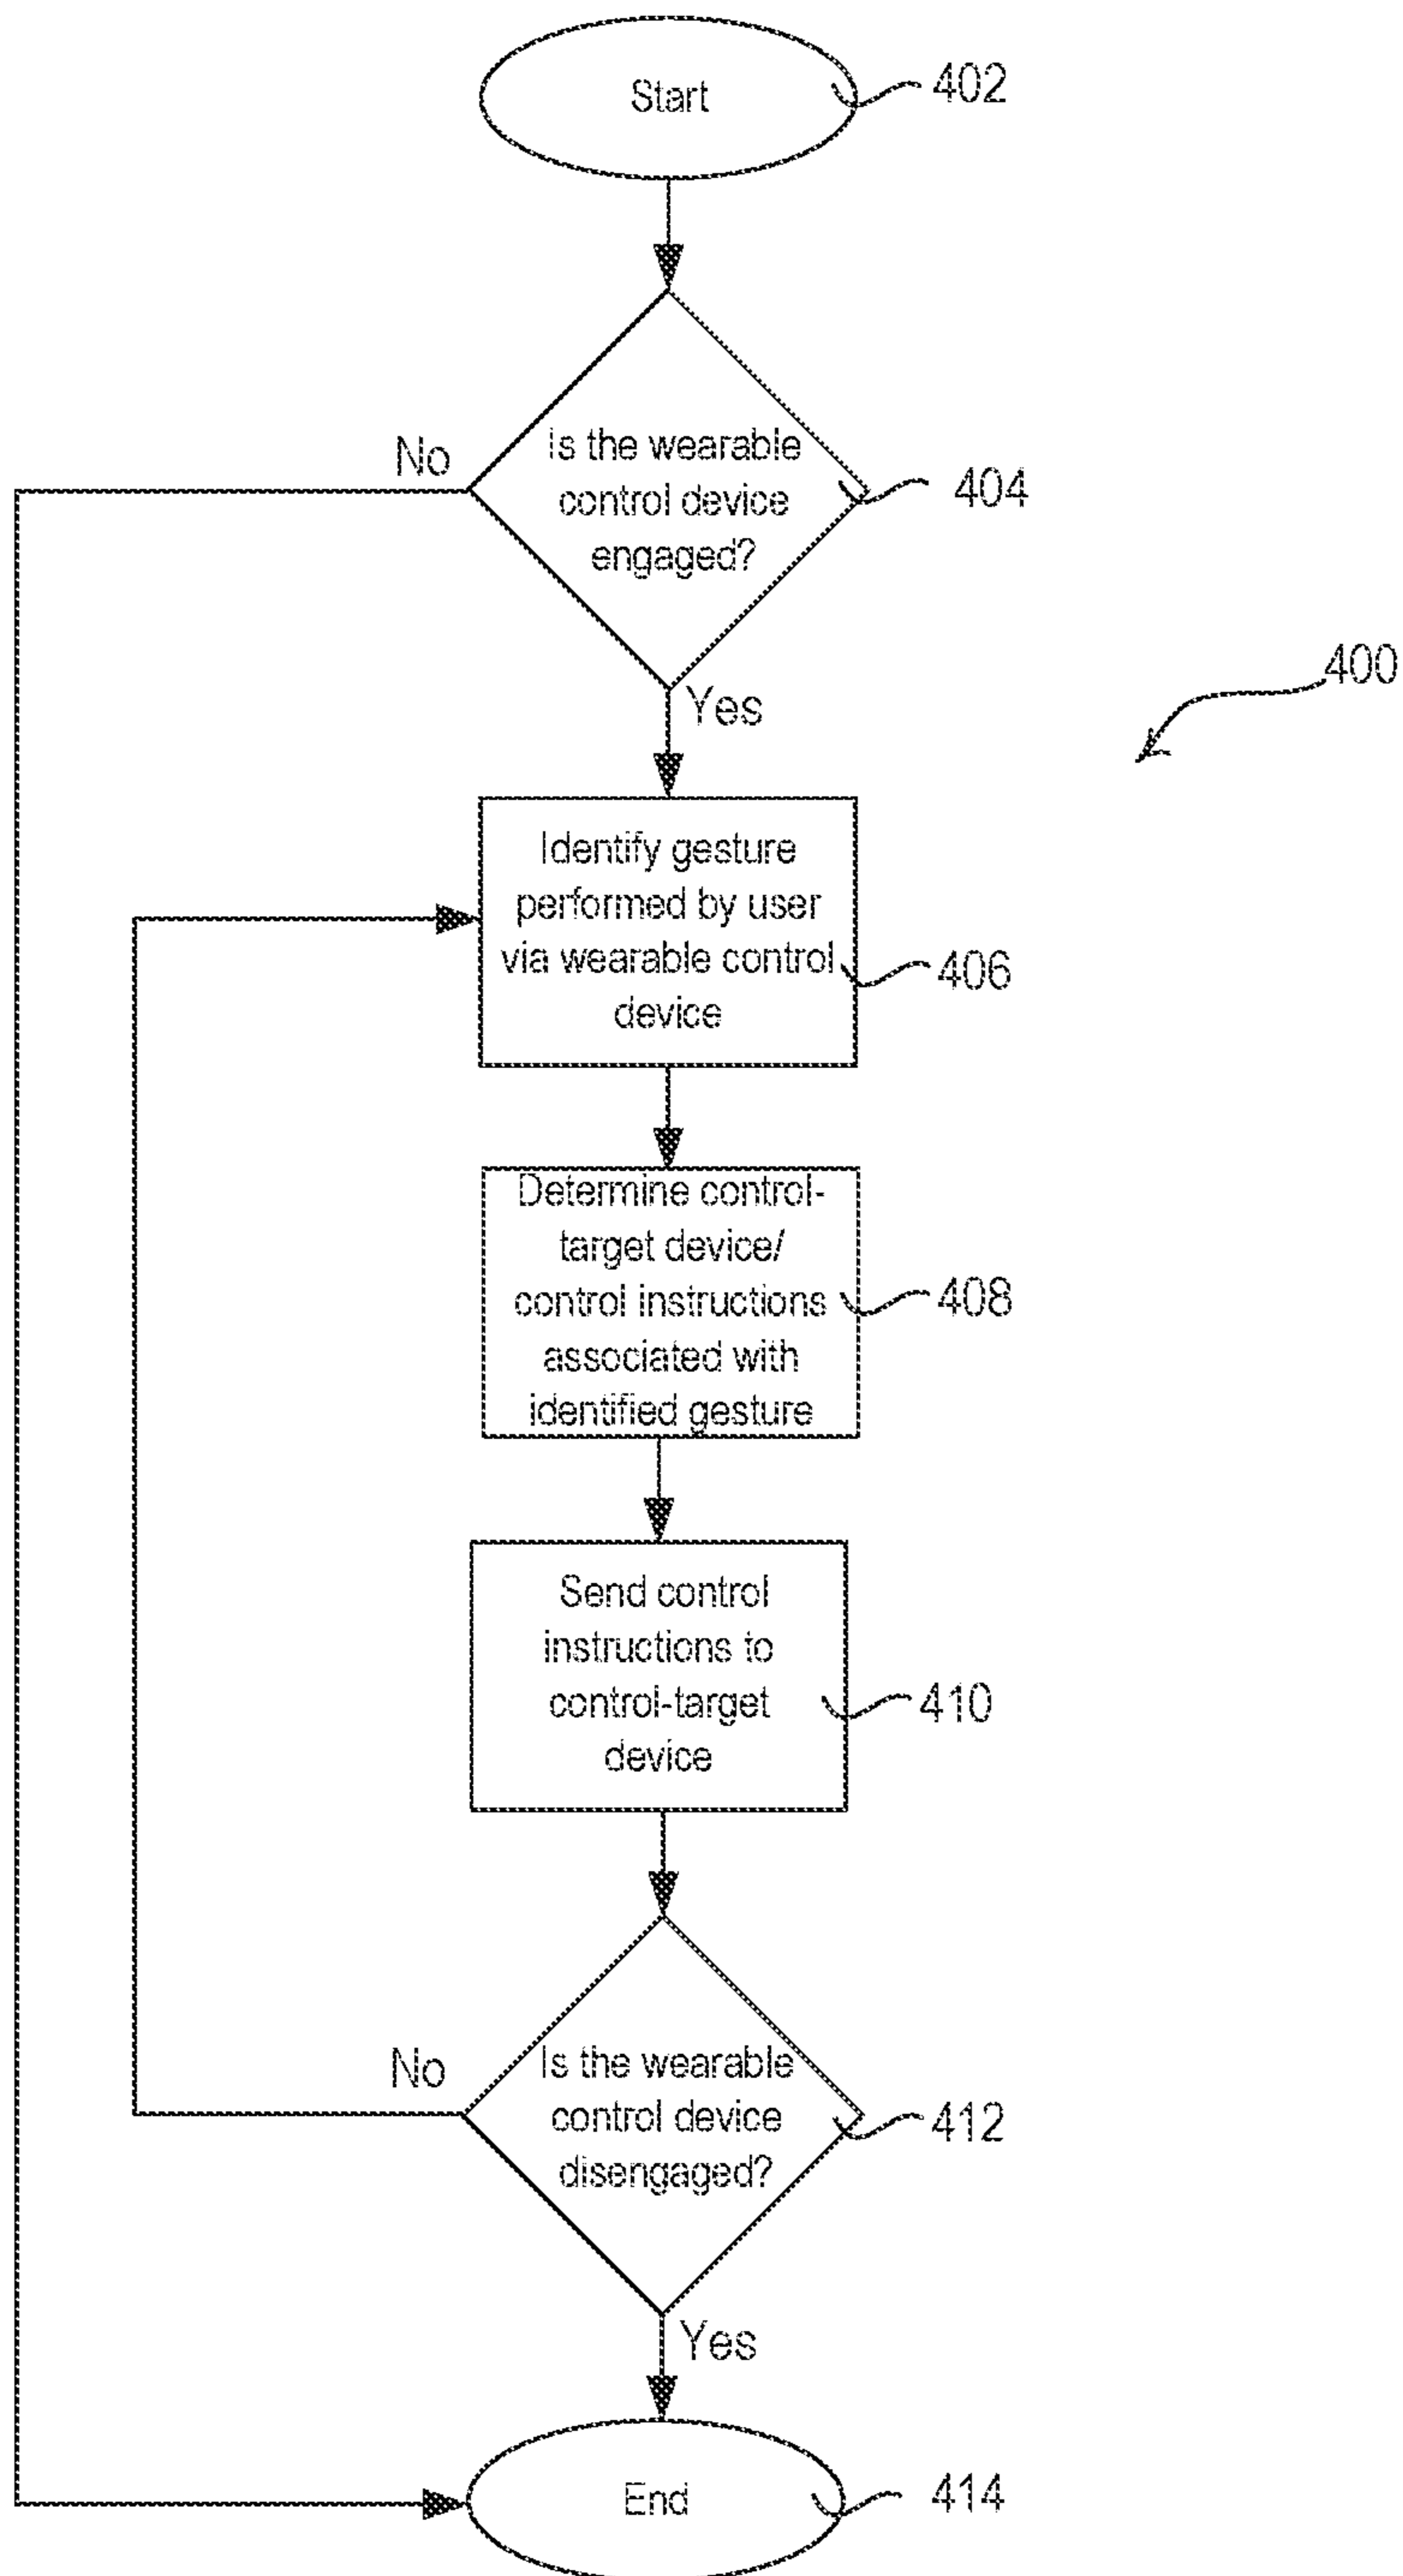 Start
402
Is the wearable
control device
engaged?
404
No
Yes
400
Identify gesture
performed by user
via wearable control
device
406
Determine control-
target device/
control instructions
associated with
identified gesture
408
Send control
instructions to
control-target
device
410
Is the wearable
control device
disengaged?
412
No
Yes
End
414